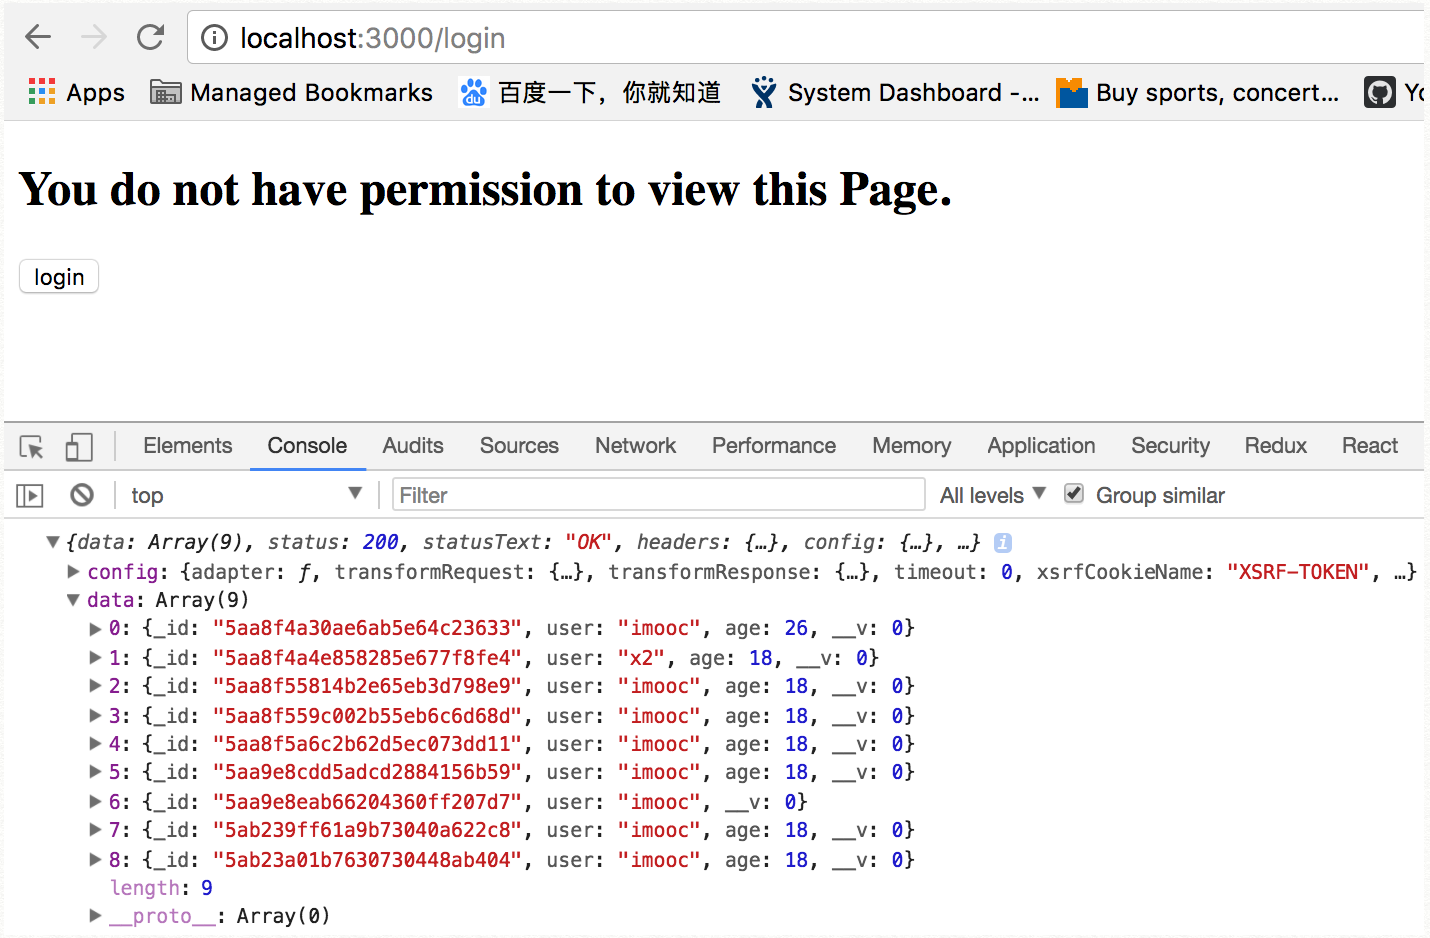 localhost:3000/login
Apps Managed Bookmarks 百度一下，你就知道 System Dashboard -... Buy sports, concert...
You do not have permission to view this Page.
login
Elements Console Audits Sources Network Performance Memory Application Security Redux React
top Filter All levels Group similar
{data: Array(9), status: 200, statusText: "OK", headers: {…}, config: {…}, …}
config: {adapter: ƒ, transformRequest: {…}, transformResponse: {…}, timeout: 0, xsrfCookieName: "XSRF-TOKEN", …}
data: Array(9)
0: {_id: "5aa8f4a30ae6ab5e64c23633", user: "imooc", age: 26, __v: 0}
1: {_id: "5aa8f4a4e858285e677f8fe4", user: "x2", age: 18, __v: 0}
2: {_id: "5aa8f55814b2e65eb3d798e9", user: "imooc", age: 18, __v: 0}
3: {_id: "5aa8f559c002b55eb6c6d68d", user: "imooc", age: 18, __v: 0}
4: {_id: "5aa8f5a6c2b62d5ec073dd11", user: "imooc", age: 18, __v: 0}
5: {_id: "5aa9e8cdd5adcd2884156b59", user: "imooc", age: 18, __v: 0}
6: {_id: "5aa9e8eab66204360ff207d7", user: "imooc", __v: 0}
7: {_id: "5ab239ff61a9b73040a622c8", user: "imooc", age: 18, __v: 0}
8: {_id: "5ab23a01b7630730448ab404", user: "imooc", age: 18, __v: 0}
length: 9
__proto__: Array(0)